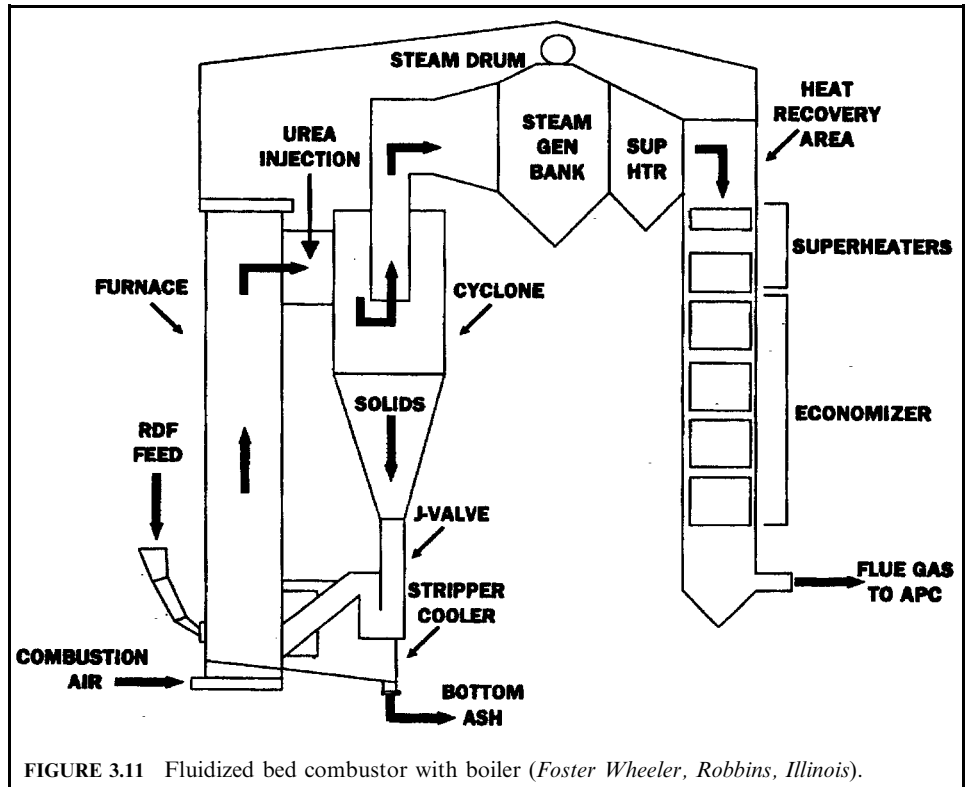 STEAM DRUM
HEAT
RECOVERY
AREA
UREA
INJECTION
STEAM
GEN
BANK
SUP
HTR
SUPERHEATERS
FURNACE
CYCLONE
SOLIDS
ECONOMIZER
RDF
FEED
J-VALVE
STRIPPER
COOLER
FLUE GAS
TO APC
COMBUSTION
AIR
BOTTOM
ASH
FIGURE 3.11 Fluidized bed combustor with boiler (Foster Wheeler, Robbins, Illinois).